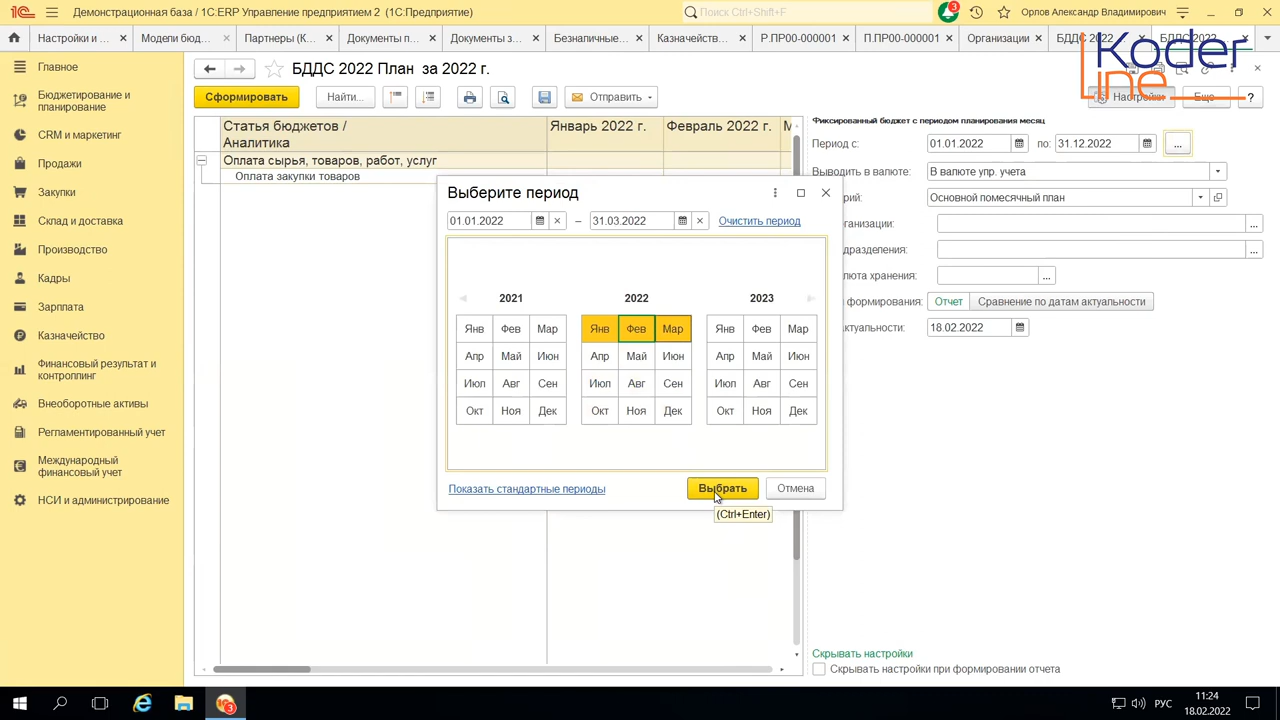 Демонстрационная база / 1С:ERP Управление предприятием 2 (1С:Предприятие)
Поиск Ctrl+Shift+F
3
Орлов Александр Владимирович
Настройки и ...
Модели бюд...
Партнеры (К...
Документы п...
Документы з...
Безналичные...
Казначейств...
Р.ПР00-000001
П.ПР00-000001
Организации
БДДС 2022
БДДС 2022
Koder
line
Главное
Бюджетирование и
планирование
CRM и маркетинг
Продажи
Закупки
Склад и доставка
Производство
Кадры
Зарплата
Казначейство
Финансовый результат и
контроллинг
Внеоборотные активы
Регламентированный учет
Международный
финансовый учет
НСИ и администрирование
БДДС 2022 План за 2022 г.
Сформировать
Найти...
Отправить
Настройки
Еще
?
Статья бюджетов /
Аналитика
Январь 2022 г.
Февраль 2022 г.
М
Оплата сырья, товаров, работ, услуг
Оплата закупки товаров
Фиксированный бюджет с периодом планирования месяц
Период с:
01.01.2022
по:
31.12.2022
...
Выводить в валюте:
В валюте упр. учета
рий:
Основной помесячный план
рганизации:
...
одразделения:
...
люта хранения:
...
формирования:
Отчет
Сравнение по датам актуальности
актуальности:
18.02.2022
Выберите период
01.01.2022
–
31.03.2022
Очистить период
2021
2022
2023
Янв Фев Мар
Янв Фев Мар
Янв Фев Мар
Апр Май Июн
Апр Май Июн
Апр Май Июн
Июл Авг Сен
Июл Авг Сен
Июл Авг Сен
Окт Ноя Дек
Окт Ноя Дек
Окт Ноя Дек
Показать стандартные периоды
Выбрать
Отмена
(Ctrl+Enter)
Скрывать настройки
Скрывать настройки при формировании отчета
3
РУС
11:24
18.02.2022